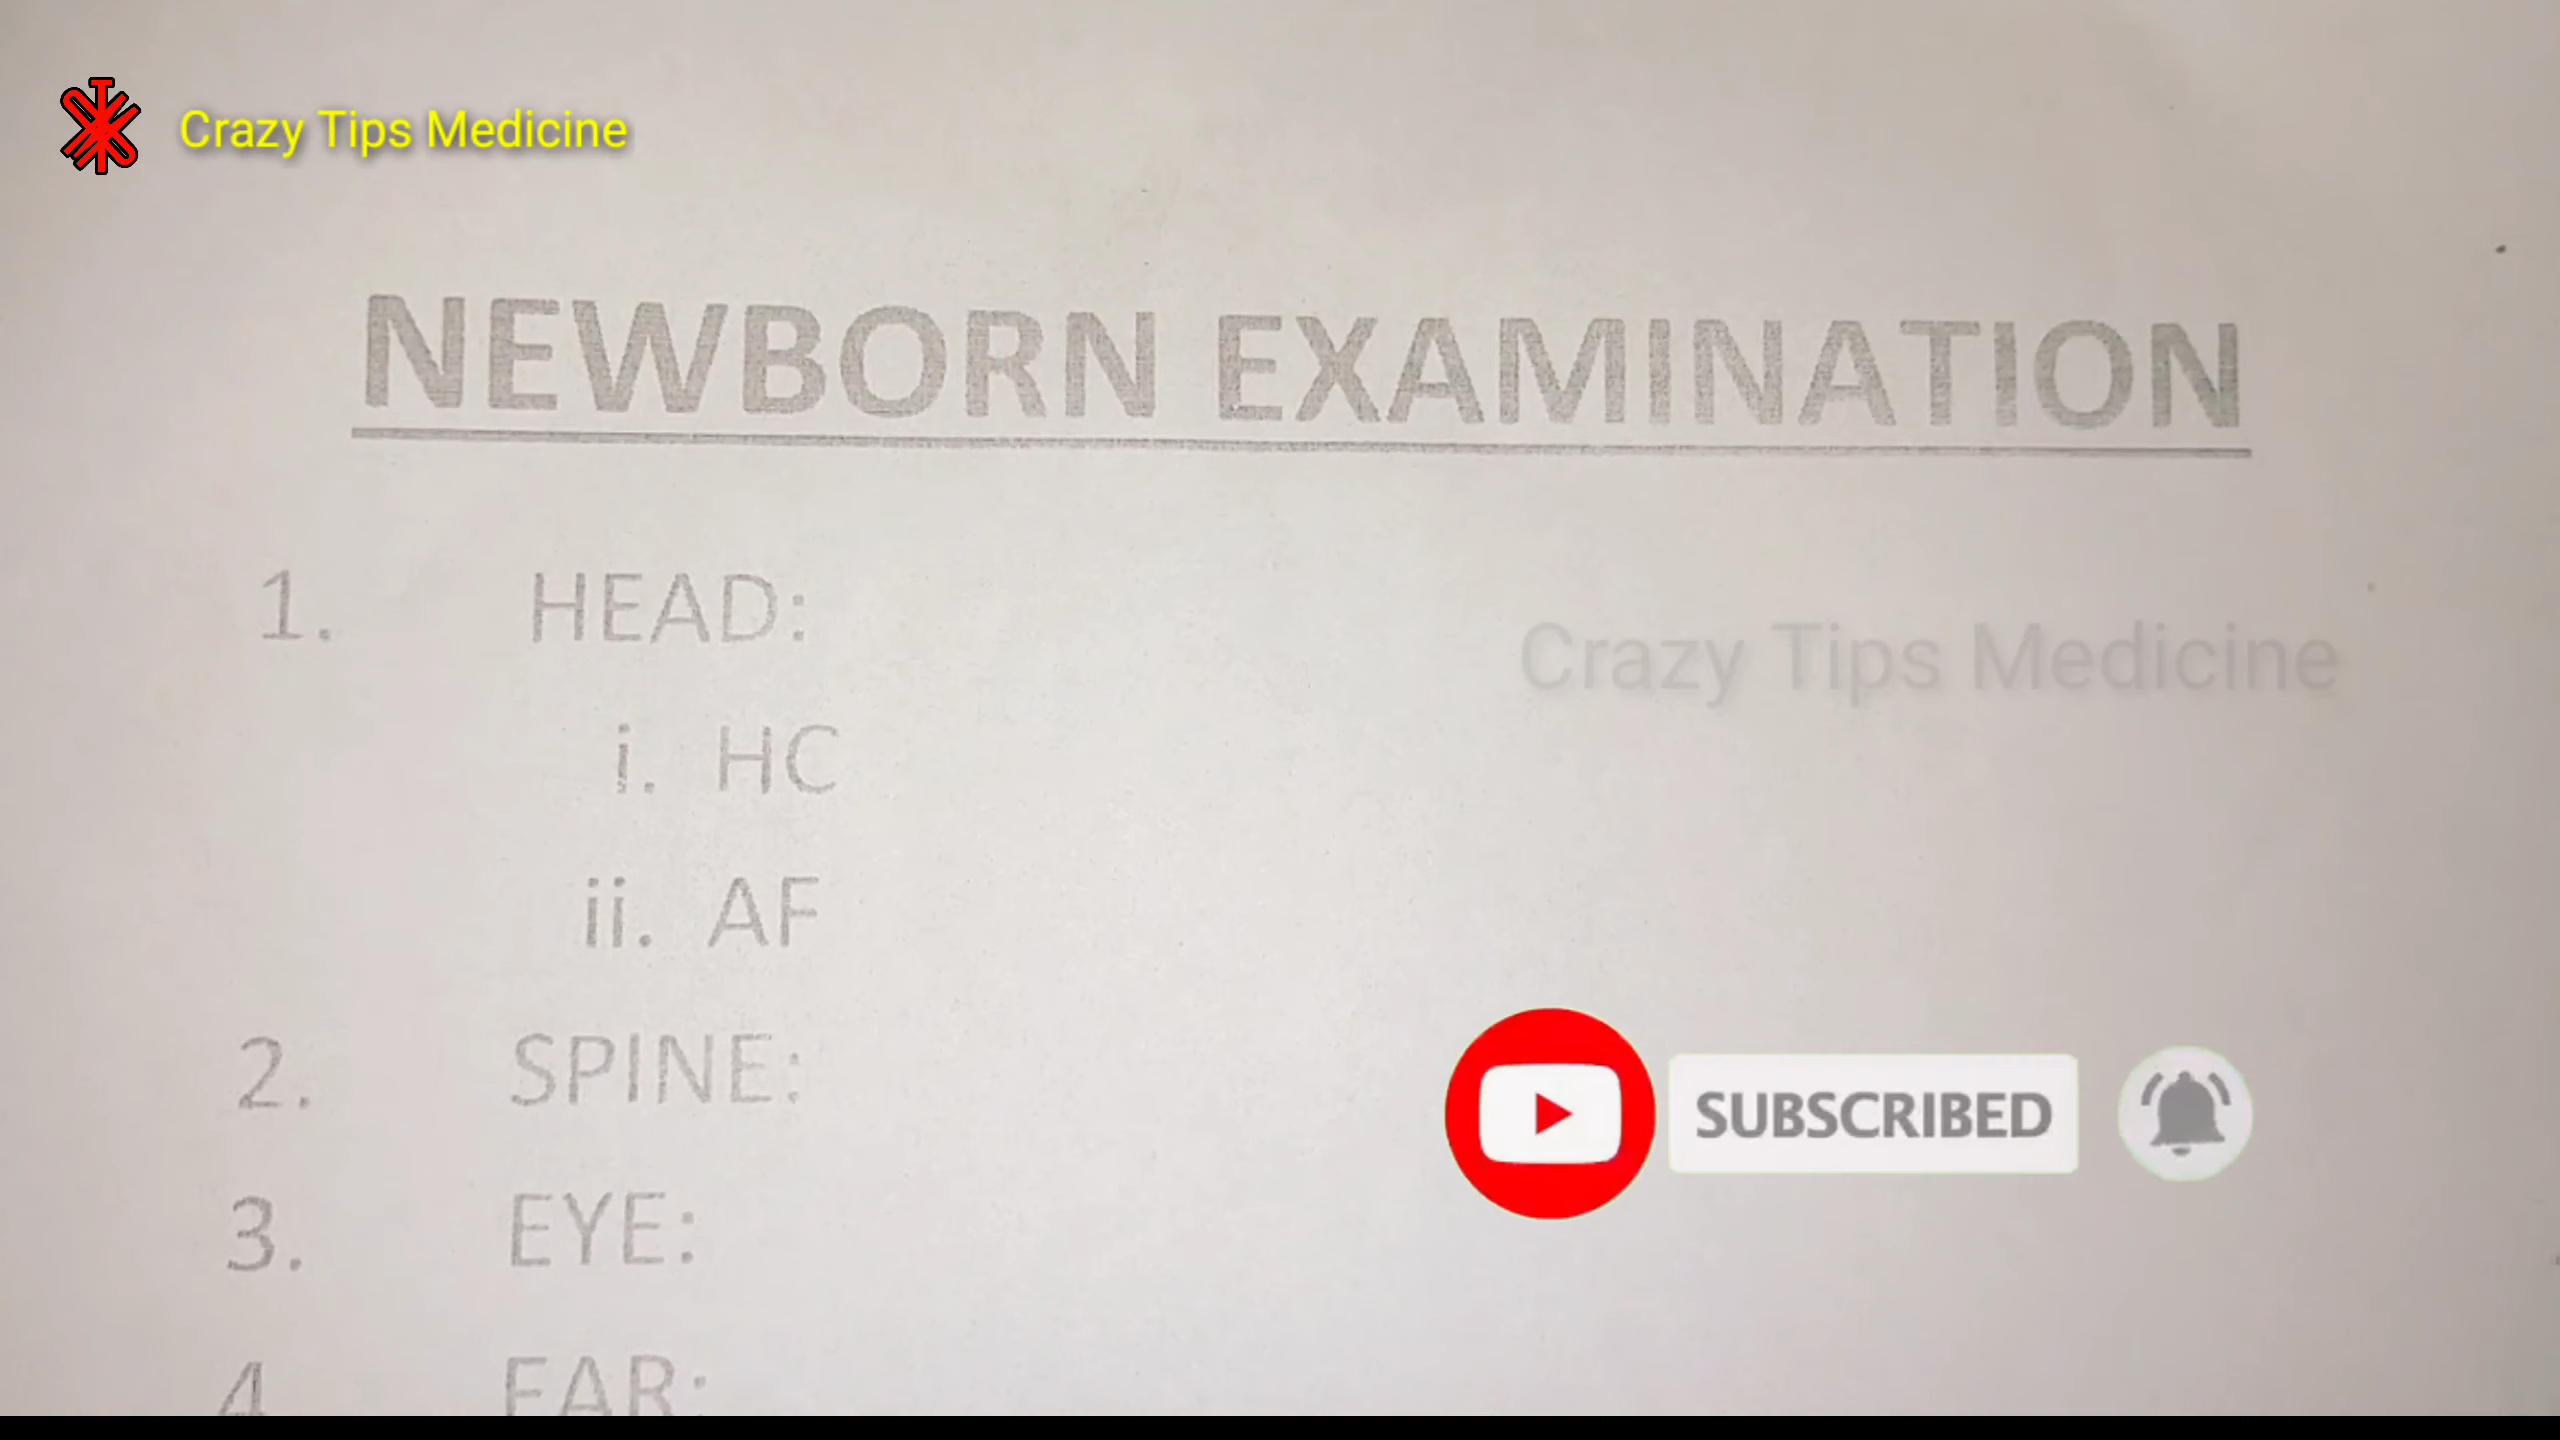 Crazy Tips Medicine
NEWBORN EXAMINATION
1. HEAD:
Crazy Tips Medicine
i. HC
ii. AF
2. SPINE:
SUBSCRIBED
3. EYE:
4 EAR: